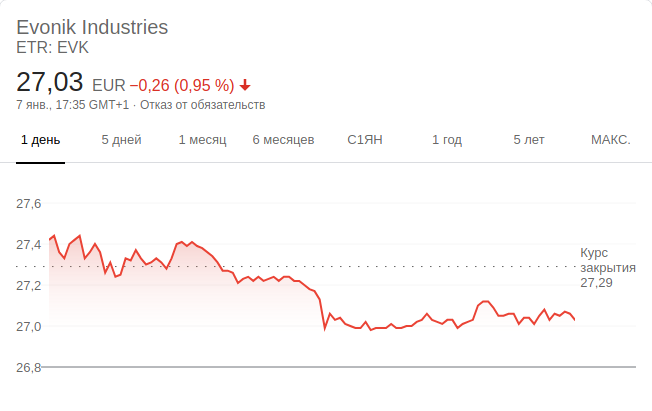 Evonik Industries
ETR: EVK
27,03 EUR −0,26 (0,95 %)
7 янв., 17:35 GMT+1 · Отказ от обязательств
1 день 5 дней 1 месяц 6 месяцев С1ЯН 1 год 5 лет МАКС.
27,6
27,4
Курс
закрытия
27,29
27,2
27,0
26,8